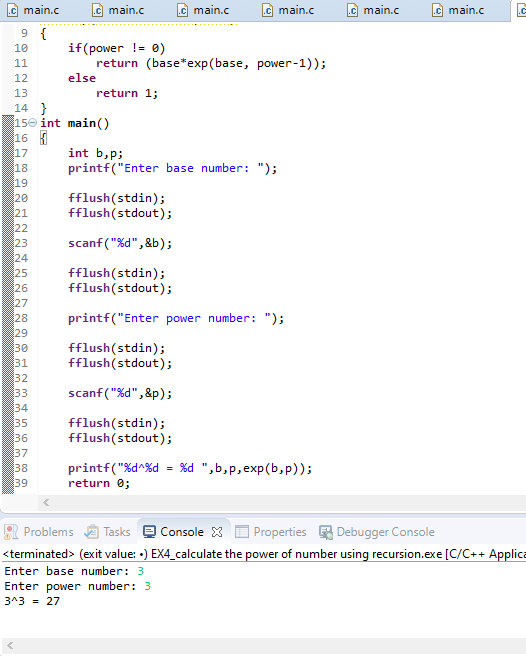 main.c main.c main.c main.c main.c main.c
9 {
10     if(power != 0)
11         return (base*exp(base, power-1));
12     else
13         return 1;
14 }
15 int main()
16 {
17     int b,p;
18     printf("Enter base number: ");
19
20     fflush(stdin);
21     fflush(stdout);
22
23     scanf("%d",&b);
24
25     fflush(stdin);
26     fflush(stdout);
27
28     printf("Enter power number: ");
29
30     fflush(stdin);
31     fflush(stdout);
32
33     scanf("%d",&p);
34
35     fflush(stdin);
36     fflush(stdout);
37
38     printf("%d^%d = %d ",b,p,exp(b,p));
39     return 0;
Problems Tasks Console Properties Debugger Console
<terminated> (exit value: •) EX4_calculate the power of number using recursion.exe [C/C++ Applica
Enter base number: 3
Enter power number: 3
3^3 = 27